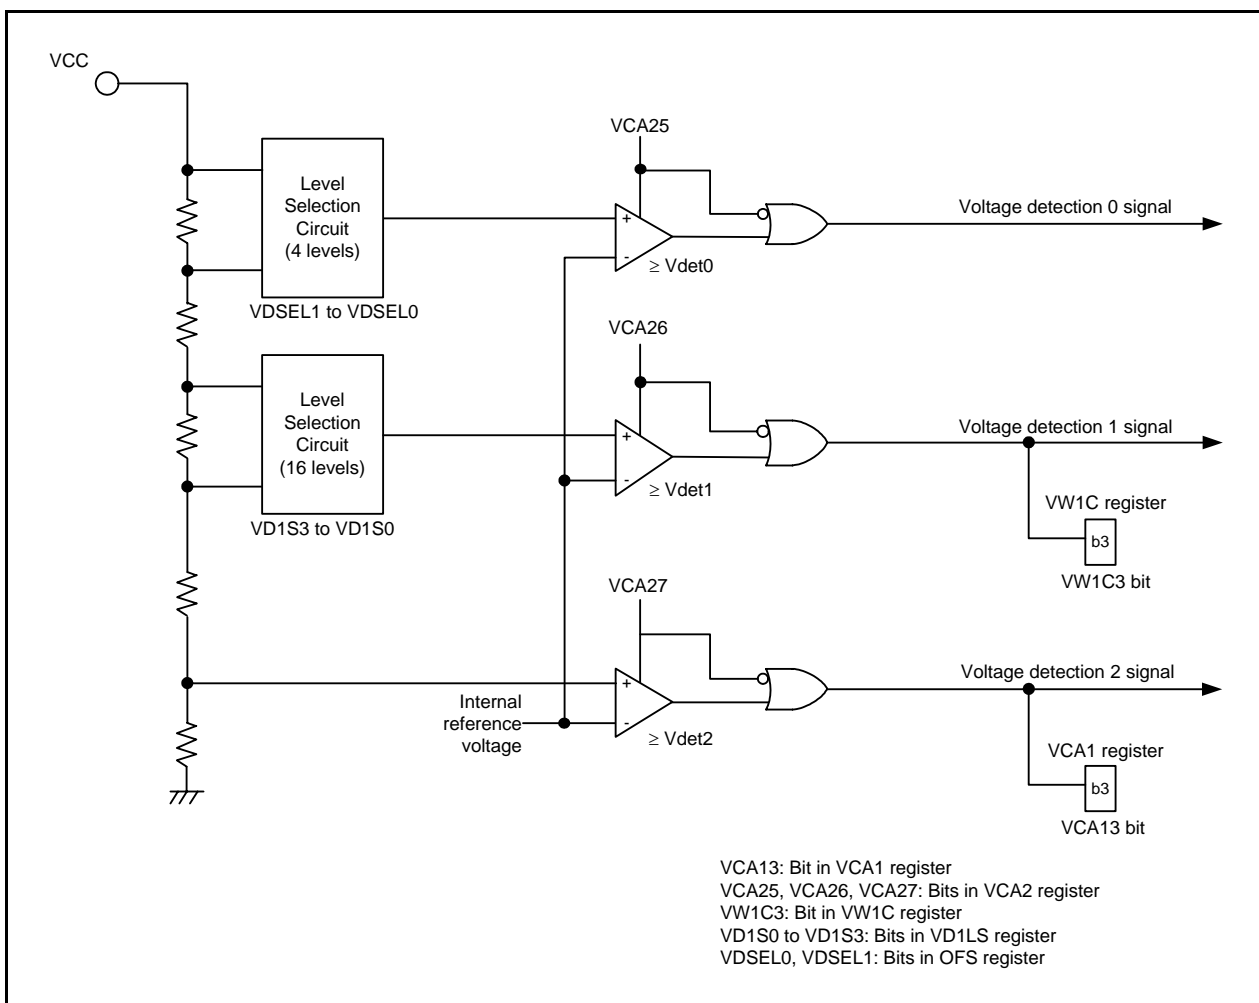 VCC
Level
Selection
Circuit
(4 levels)
VDSEL1 to VDSEL0
VCA25
+
-
≥ Vdet0
Voltage detection 0 signal
Level
Selection
Circuit
(16 levels)
VD1S3 to VD1S0
VCA26
+
-
≥ Vdet1
Voltage detection 1 signal
VW1C register
b3
VW1C3 bit
VCA27
+
-
≥ Vdet2
Internal
reference
voltage
Voltage detection 2 signal
VCA1 register
b3
VCA13 bit
VCA13: Bit in VCA1 register
VCA25, VCA26, VCA27: Bits in VCA2 register
VW1C3: Bit in VW1C register
VD1S0 to VD1S3: Bits in VD1LS register
VDSEL0, VDSEL1: Bits in OFS register